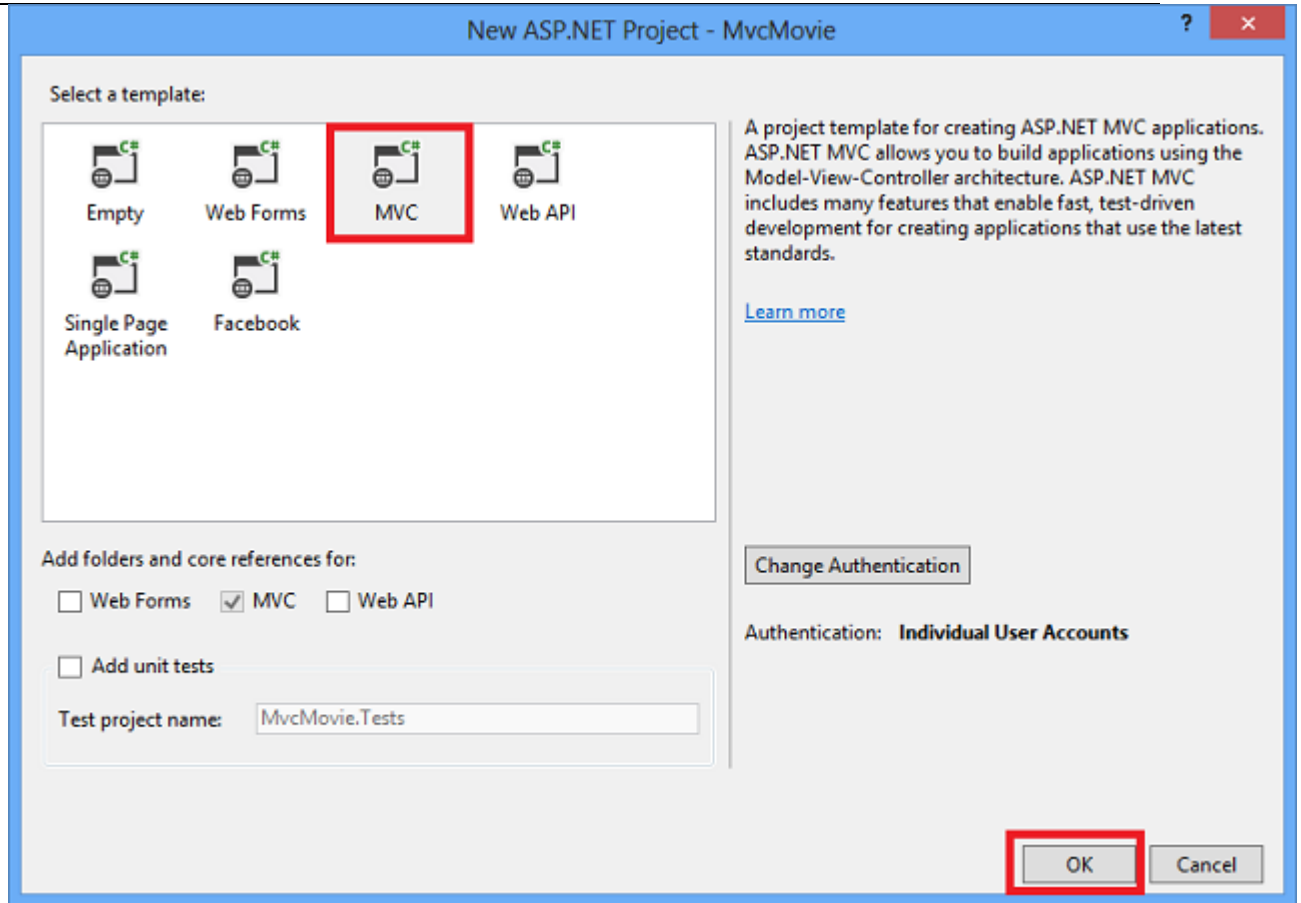 New ASP.NET Project - MvcMovie
?
×
Select a template:
C# C# C# C#
Empty Web Forms MVC Web API
C# C#
Single Page Facebook
Application
A project template for creating ASP.NET MVC applications.
ASP.NET MVC allows you to build applications using the
Model-View-Controller architecture. ASP.NET MVC
includes many features that enable fast, test-driven
development for creating applications that use the latest
standards.
Learn more
Add folders and core references for:
Web Forms MVC Web API
Add unit tests
Test project name: MvcMovie.Tests
Change Authentication
Authentication: Individual User Accounts
OK Cancel